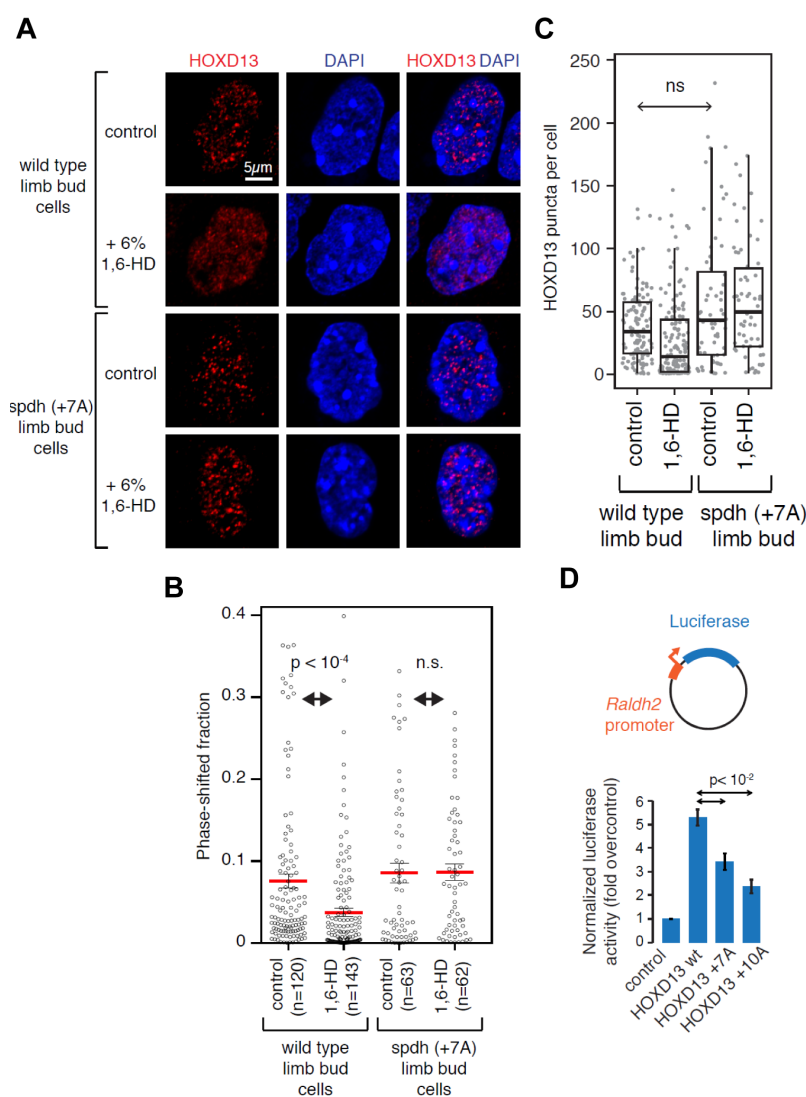 A
HOXD13
DAPI
HOXD13 DAPI
wild type
limb bud
cells
control
5µm
+ 6%
1,6-HD
spdh (+7A)
limb bud
cells
control
+ 6%
1,6-HD
B
Phase-shifted fraction
0.4
0.3
0.2
0.1
0
p < 10-4
n.s.
control
(n=120)
1,6-HD
(n=143)
control
(n=63)
1,6-HD
(n=62)
wild type
limb bud
cells
spdh (+7A)
limb bud
cells
C
HOXD13 puncta per cell
250
200
150
100
50
0
ns
control
1,6-HD
control
1,6-HD
wild type
limb bud
spdh (+7A)
limb bud
D
Luciferase
Raldh2
promoter
Normalized luciferase
activity (fold overcontrol)
6
5
4
3
2
1
0
p< 10-2
control
HOXD13 wt
HOXD13 +7A
HOXD13 +10A